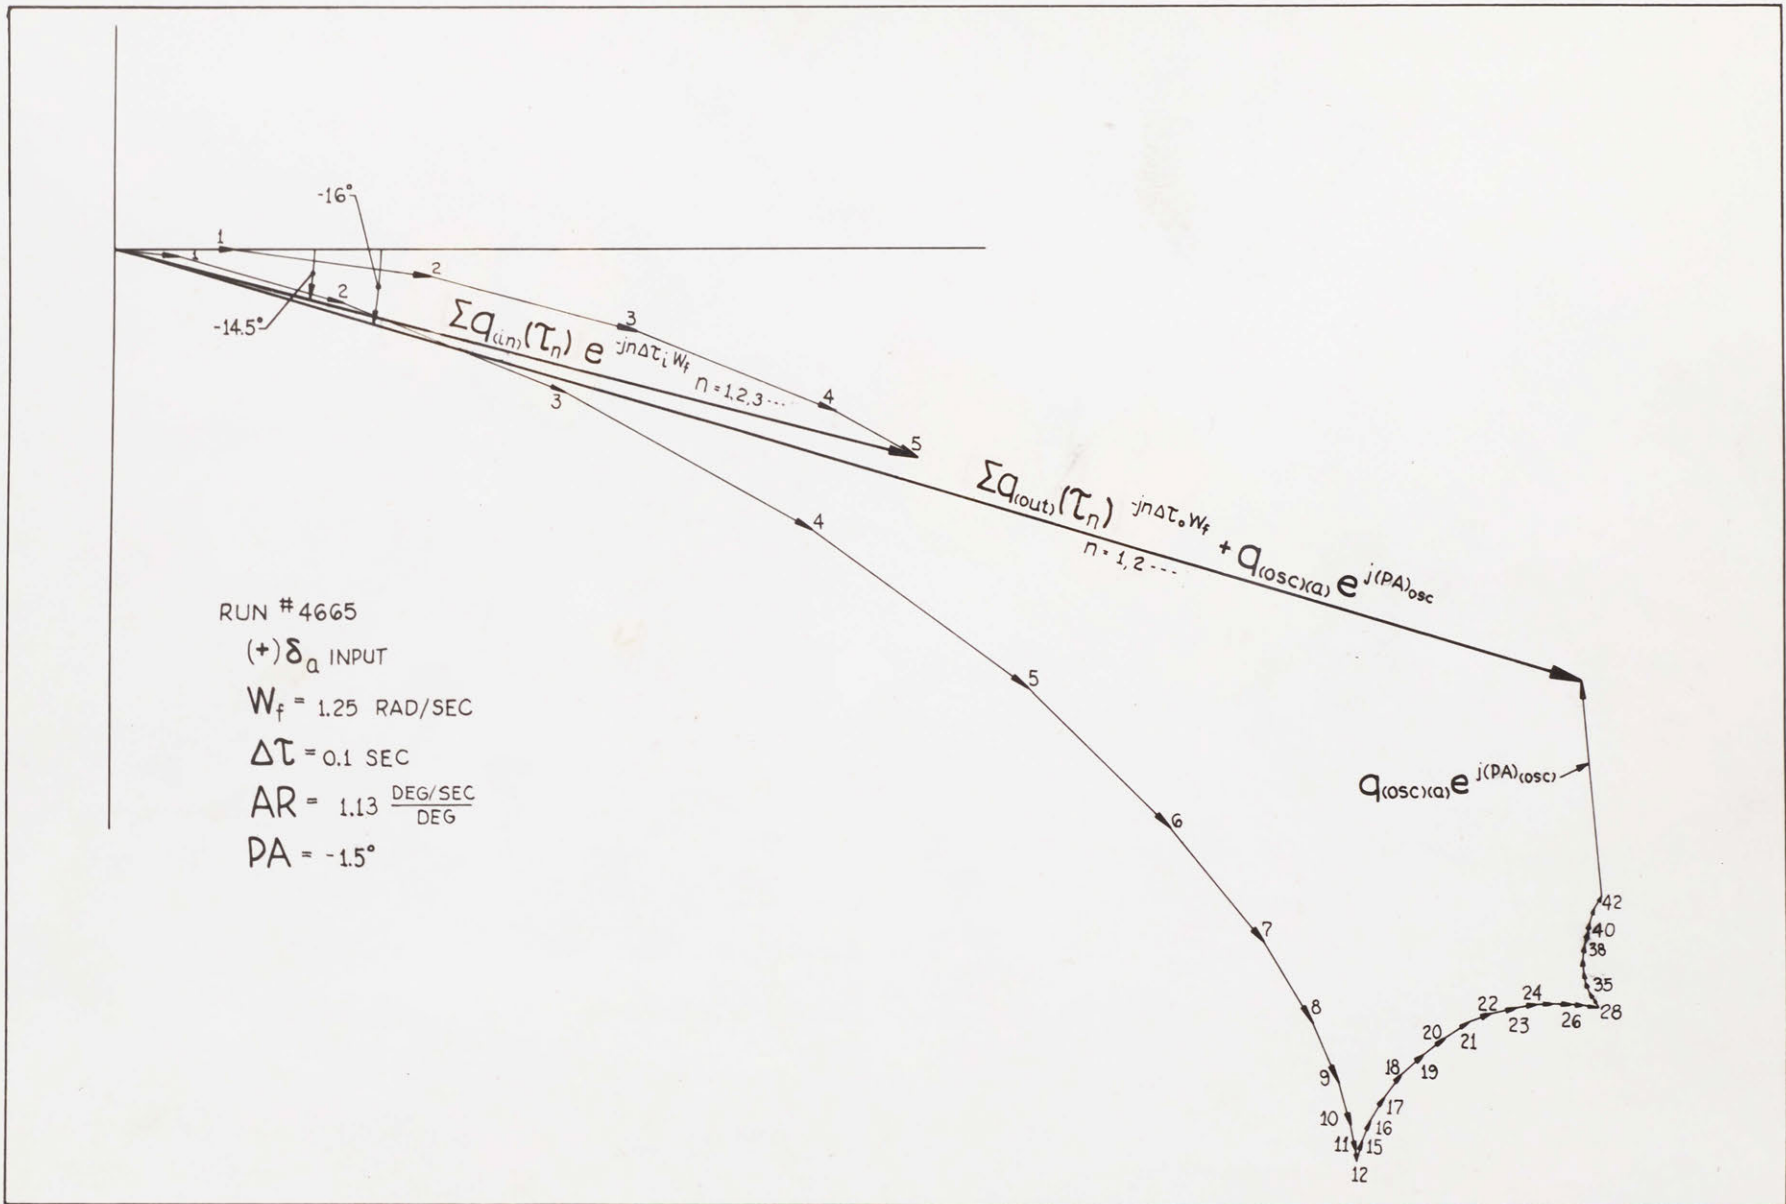 -16°
1
1
2
2
-14.5°
3
Σq(in)(τn) e^-jnΔτi Wf
n = 1,2,3 ----
3
4
5
Σq(out)(τn) ^-jnΔτo Wf + q(osc)(a) e^j(PA)osc
n = 1,2 ----
4
RUN #4665
(+) δa INPUT
Wf = 1.25 RAD/SEC
Δτ = 0.1 SEC
AR = 1.13 DEG/SEC
DEG
PA = -1.5°
5
q(osc)(a) e^j(PA)(osc)
6
7
42
40
38
35
8
24
22
28
26
23
20
21
18
19
9
17
10
16
11
15
12